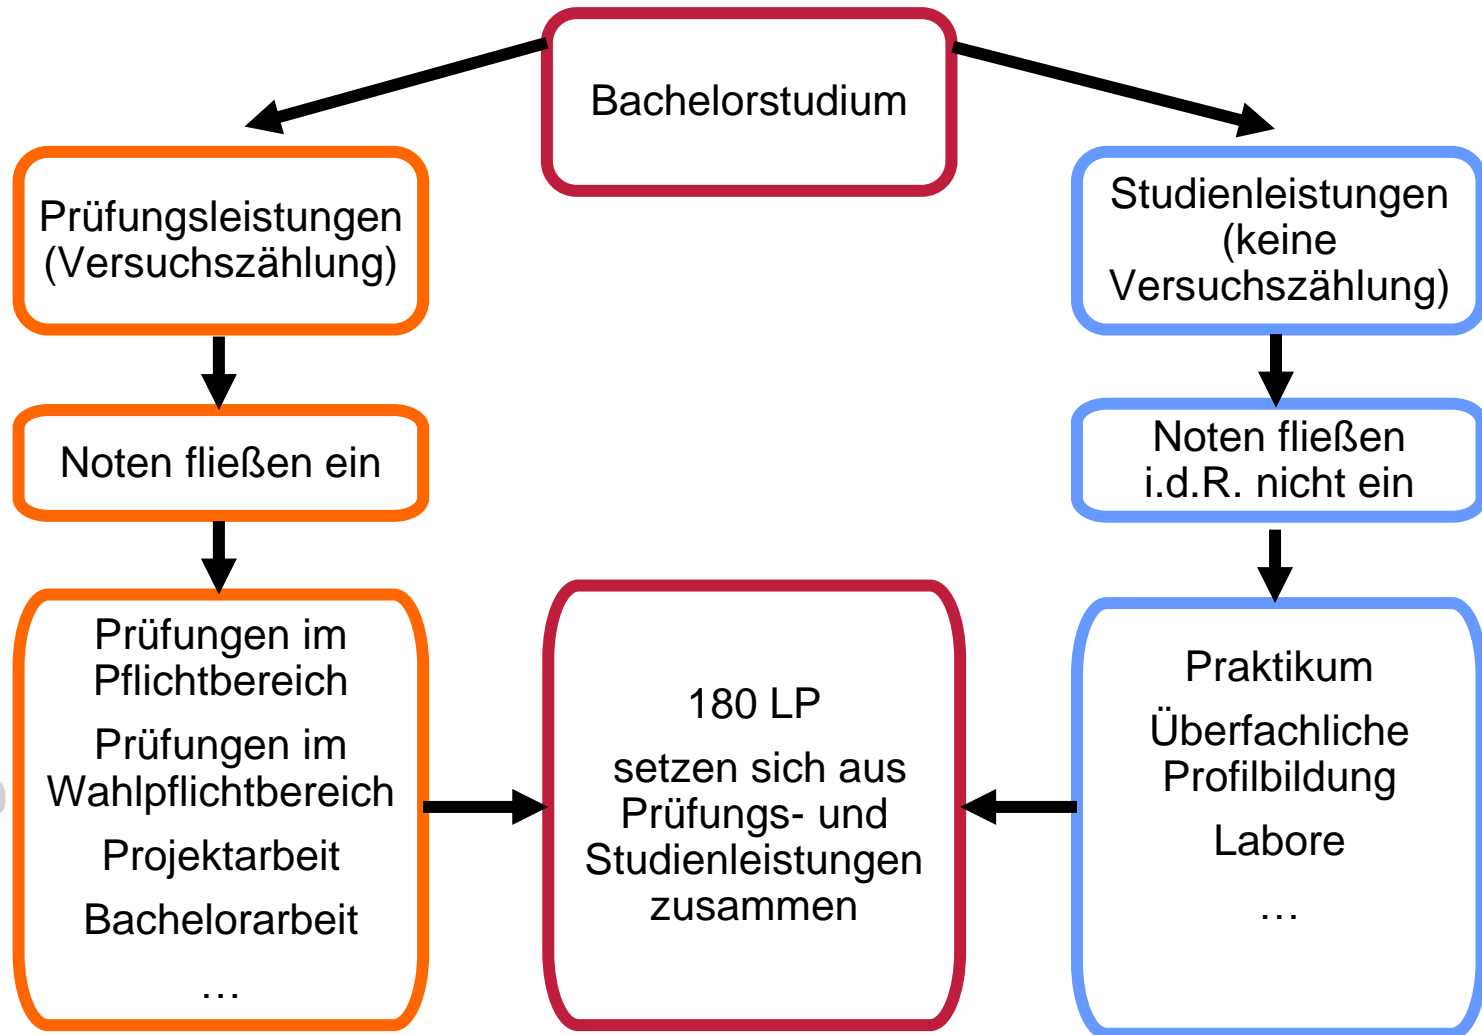 Bachelorstudium
Prüfungsleistungen
(Versuchszählung)
Studienleistungen
(keine
Versuchszählung)
Noten fließen ein
Noten fließen
i.d.R. nicht ein
Prüfungen im
Pflichtbereich
Prüfungen im
Wahlpflichtbereich
Projektarbeit
Bachelorarbeit
…
180 LP
setzen sich aus
Prüfungs- und
Studienleistungen
zusammen
Praktikum
Überfachliche
Profilbildung
Labore
…